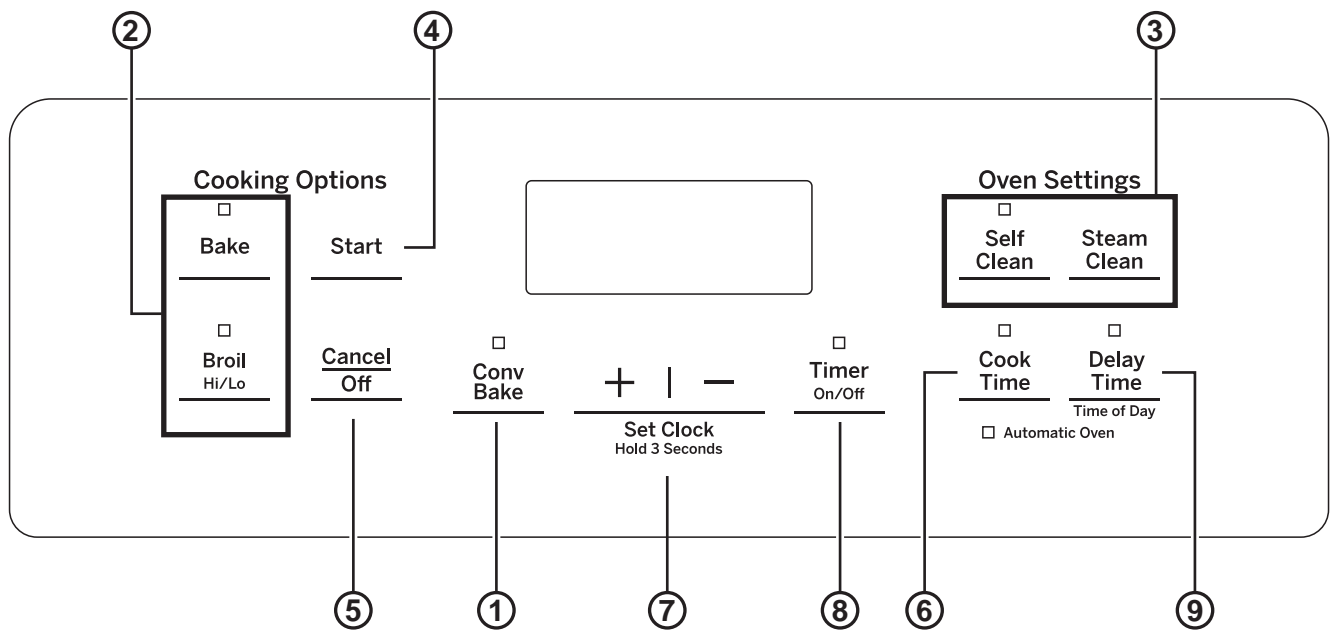 2 4 3
Cooking Options
Oven Settings
Bake
Start
Self
Clean
Steam
Clean
Broil
Hi/Lo
Cancel
Off
Conv
Bake
+ | −
Set Clock
Hold 3 Seconds
Timer
On/Off
Cook
Time
Delay
Time
Time of Day
Automatic Oven
5 1 7 8 6 9